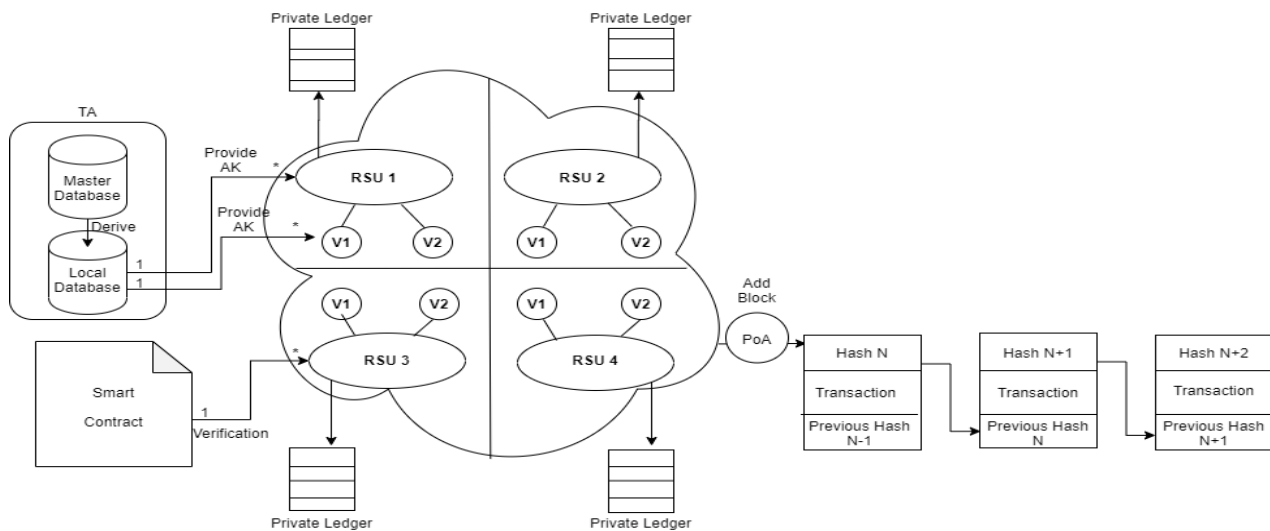 Private Ledger
Private Ledger
TA
Master
Database
Derive
Local
Database
1
1
Provide
AK
*
Provide
AK
*
RSU 1
V1
V2
RSU 2
V1
V2
V1
V2
RSU 3
V1
V2
RSU 4
Smart
Contract
1
Verification
*
Private Ledger
Private Ledger
Add
Block
PoA
Hash N
Transaction
Previous Hash
N-1
Hash N+1
Transaction
Previous Hash
N
Hash N+2
Transaction
Previous Hash
N+1